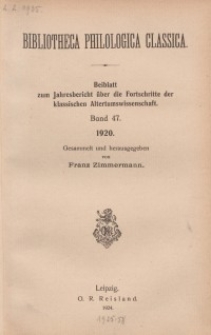 BIBLIOTHECA PHILOLOGICA CLASSICA.
Beiblatt
zum Jahresbericht über die Fortschritte der
klassischen Altertumswissenschaft.
Band 47.
1920.
Gesammelt und herausgegeben
von
Franz Zimmermann.
Leipzig.
O. R. Reisland.